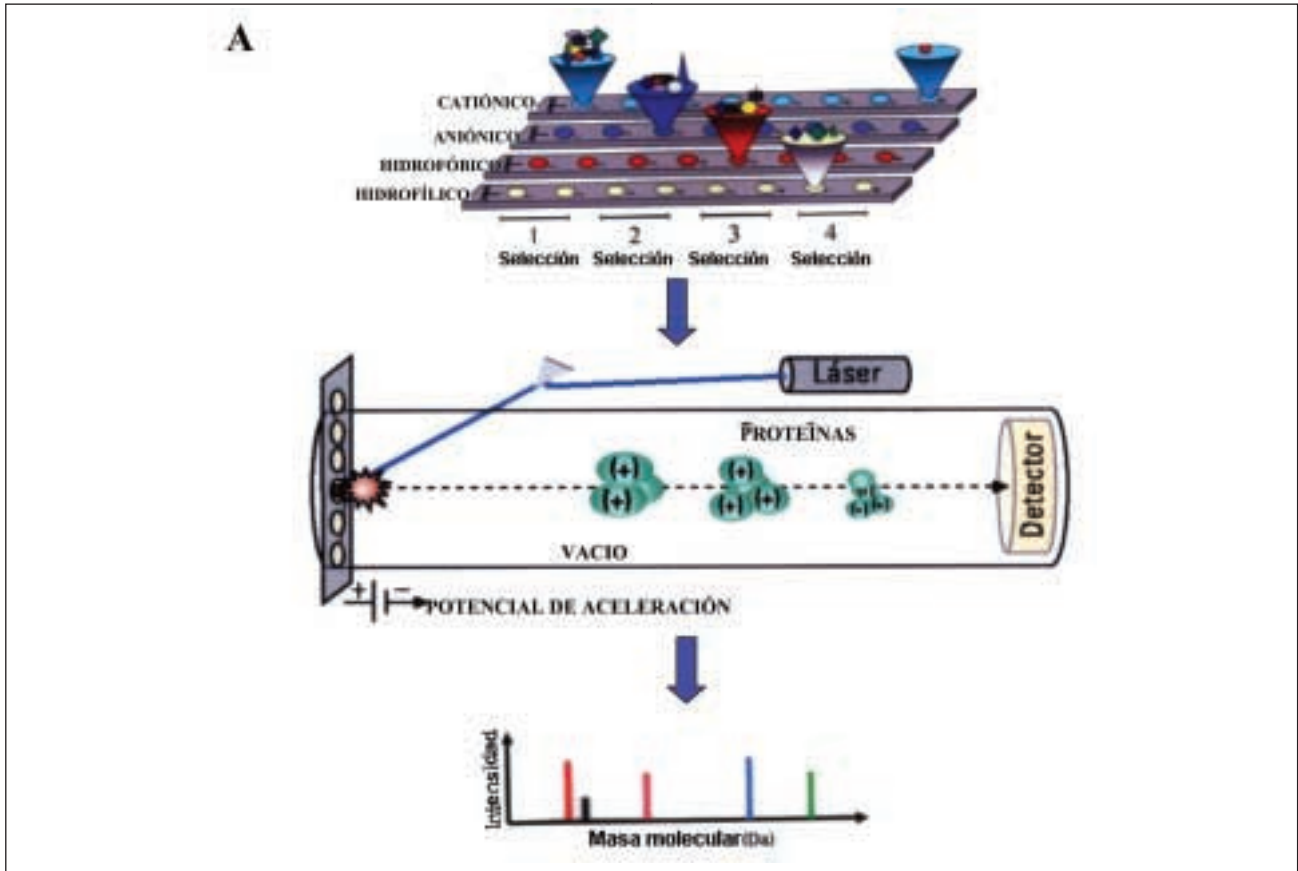 A
CATIÓNICO
ANIÓNICO
HIDROFÓBICO
HIDROFÍLICO
1 2 3 4
Selección Selección Selección Selección
Láser
PROTEÍNAS
(+) (+) (+)
(+) (+) (+) (+) (+)
Detector
VACIO
+ −
POTENCIAL DE ACELERACIÓN
Intensidad
Masa molecular(Da)